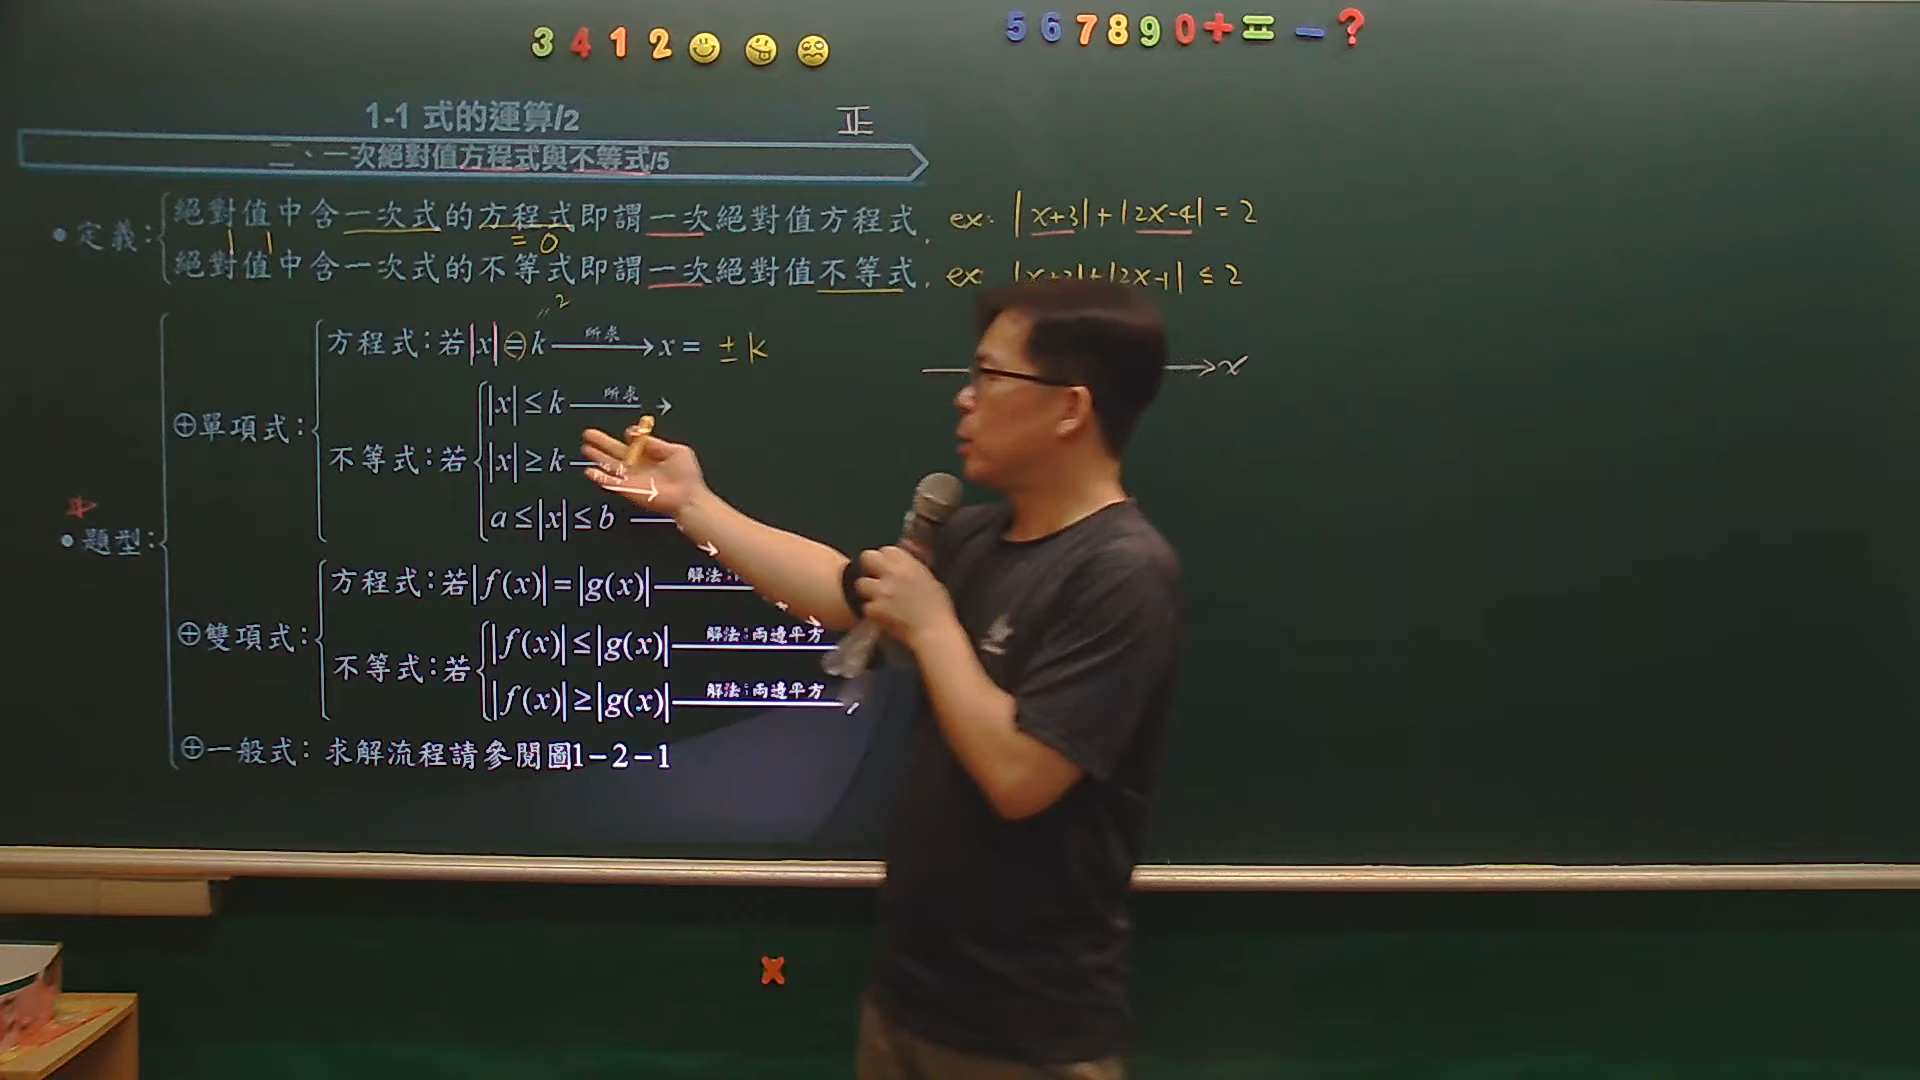 3 4 1 2 5 6 7 8 9 0 + = − ?
1-1 式的運算/2 正
二、一次絕對值方程式與不等式/5
•定義：
絕對值中含一次式的方程式即謂一次絕對值方程式. ex: |x+3|+|2x-4| = 2
= 0
絕對值中含一次式的不等式即謂一次絕對值不等式. ex: |2x-1| ≤ 2
2
方程式：若|x|=k 所求→ x= ±k
→x
⊕單項式：
不等式：若
|x|≤k 所求→
|x|≥k
a≤|x|≤b
•題型：
方程式：若|f(x)|=|g(x)| 解法：
⊕雙項式：
不等式：若
|f(x)|≤|g(x)| 解法：兩邊平方
|f(x)|≥|g(x)| 解法：兩邊平方
⊕一般式：求解流程請參閱圖1-2-1
x